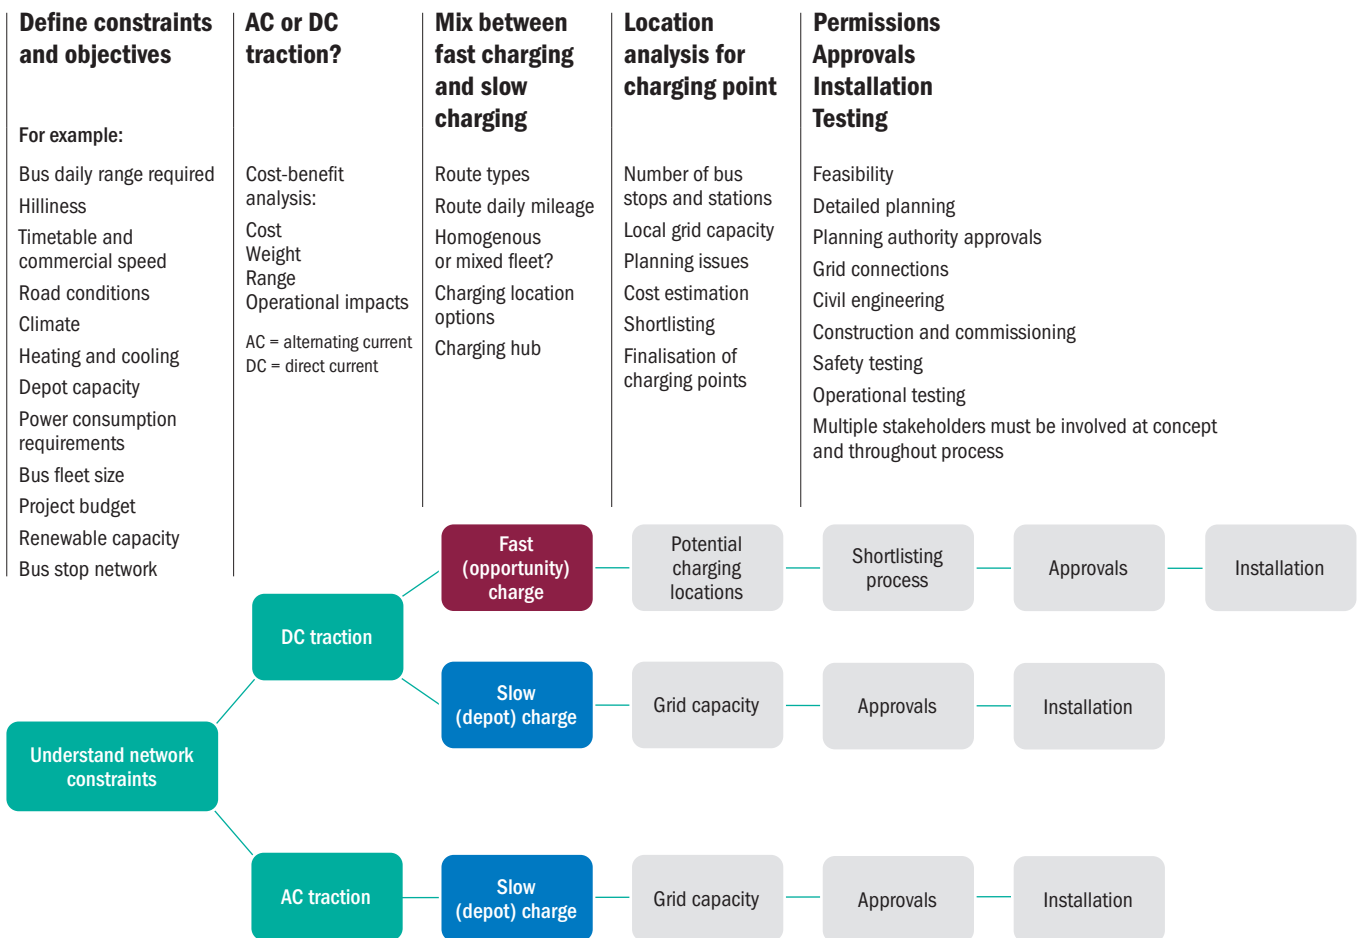 Define constraints
and objectives
For example:
Bus daily range required
Hilliness
Timetable and
commercial speed
Road conditions
Climate
Heating and cooling
Depot capacity
Power consumption
requirements
Bus fleet size
Project budget
Renewable capacity
Bus stop network
AC or DC
traction?
Cost-benefit
analysis:
Cost
Weight
Range
Operational impacts
AC = alternating current
DC = direct current
Mix between
fast charging
and slow
charging
Route types
Route daily mileage
Homogenous
or mixed fleet?
Charging location
options
Charging hub
Location
analysis for
charging point
Number of bus
stops and stations
Local grid capacity
Planning issues
Cost estimation
Shortlisting
Finalisation of
charging points
Permissions
Approvals
Installation
Testing
Feasibility
Detailed planning
Planning authority approvals
Grid connections
Civil engineering
Construction and commissioning
Safety testing
Operational testing
Multiple stakeholders must be involved at concept
and throughout process
Understand network
constraints
DC traction
Fast
(opportunity)
charge
Potential
charging
locations
Shortlisting
process
Approvals
Installation
Slow
(depot) charge
Grid capacity
Approvals
Installation
AC traction
Slow
(depot) charge
Grid capacity
Approvals
Installation